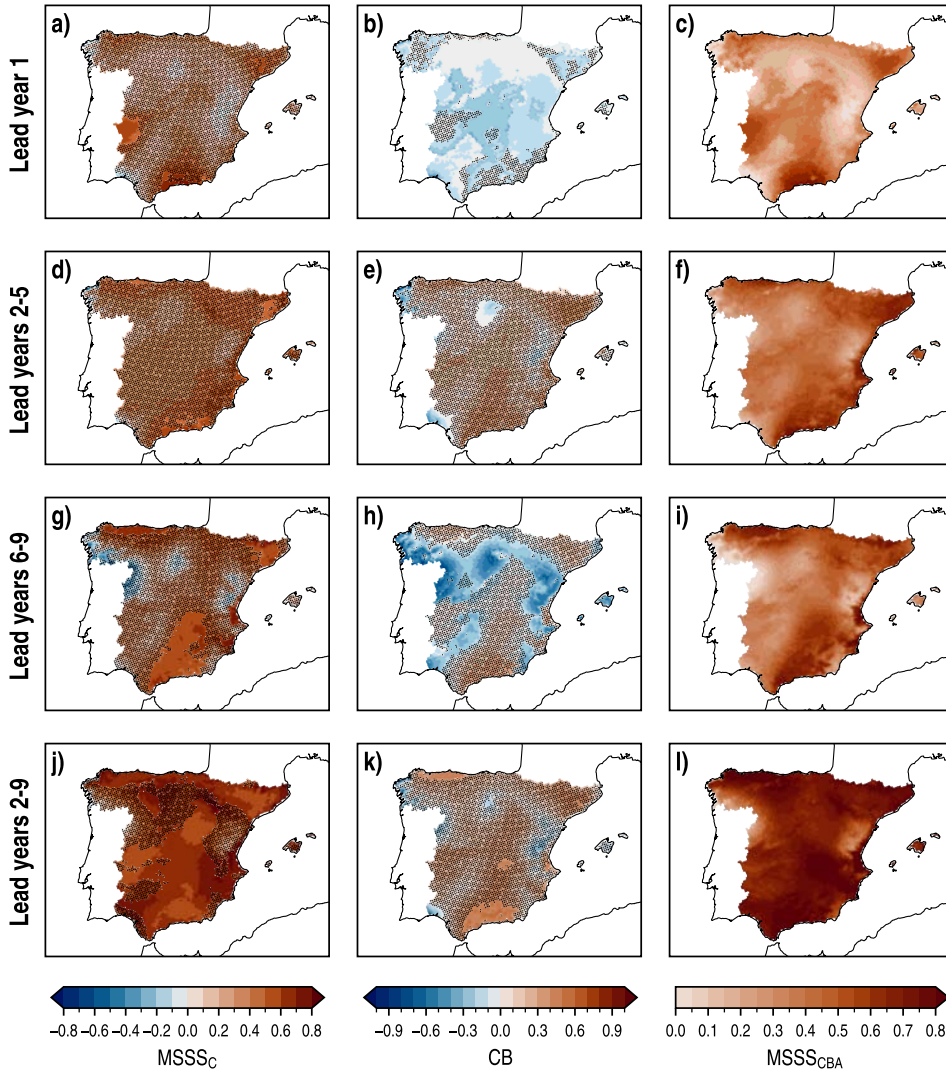 a)
b)
c)
Lead year 1
d)
e)
f)
Lead years 2-5
g)
h)
i)
Lead years 6-9
j)
k)
l)
Lead years 2-9
−0.8 −0.6 −0.4 −0.2 0.0 0.2 0.4 0.6 0.8
MSSS_C
−0.9 −0.6 −0.3 0.0 0.3 0.6 0.9
CB
0.0 0.1 0.2 0.3 0.4 0.5 0.6 0.7 0.8
MSSS_CBA